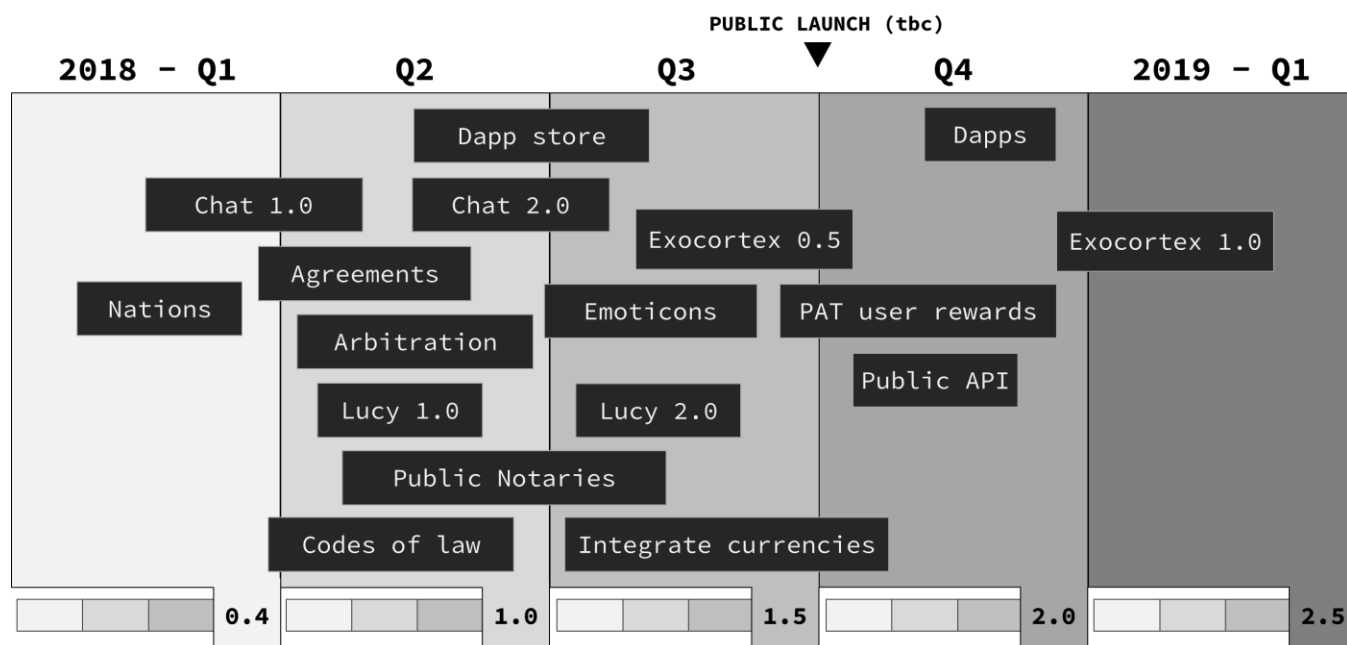 PUBLIC LAUNCH (tbc)
2018 - Q1
Q2
Q3
Q4
2019 - Q1
Dapp store
Dapps
Chat 1.0
Chat 2.0
Exocortex 0.5
Exocortex 1.0
Agreements
Nations
Emoticons
PAT user rewards
Arbitration
Public API
Lucy 1.0
Lucy 2.0
Public Notaries
Codes of law
Integrate currencies
0.4
1.0
1.5
2.0
2.5